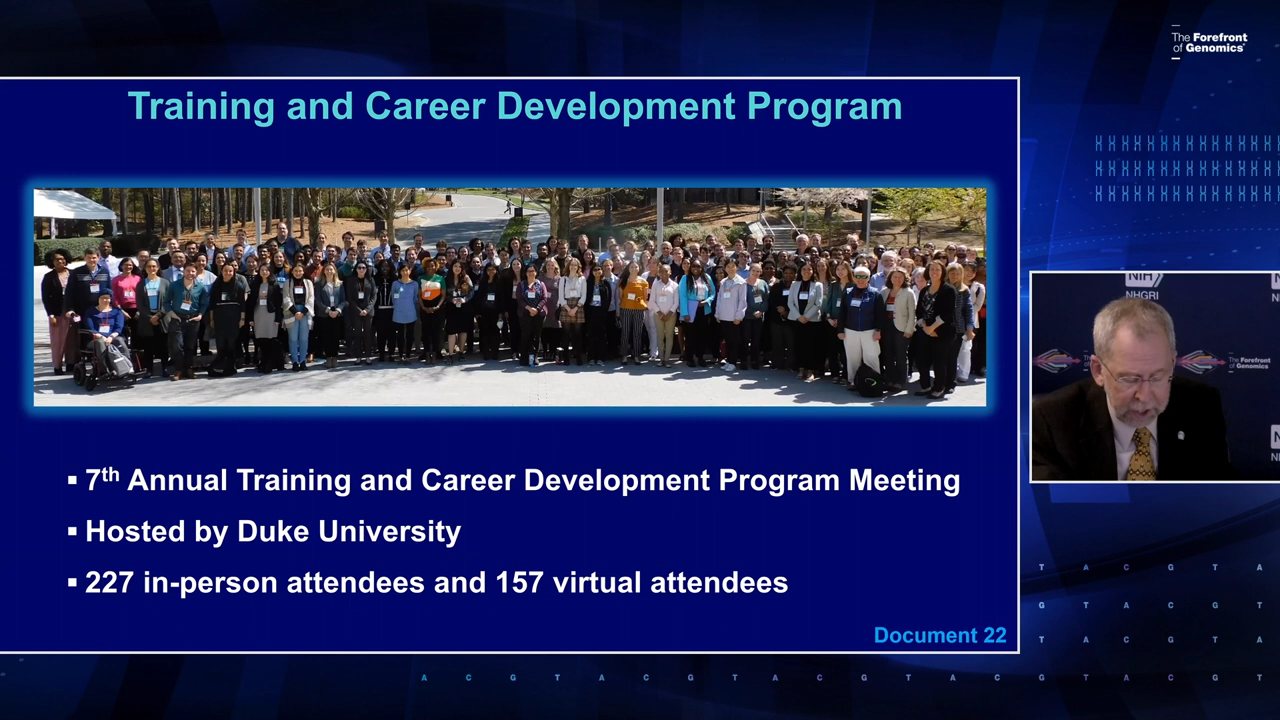 The Forefront
of Genomics®
Training and Career Development Program
▪ 7th Annual Training and Career Development Program Meeting
▪ Hosted by Duke University
▪ 227 in-person attendees and 157 virtual attendees
Document 22
NIH
NHGRI
The Forefront
of Genomics
T A C G T A
G T A C G T
T A C G T A
A C G T A C G T A C G T A C G T A C G T